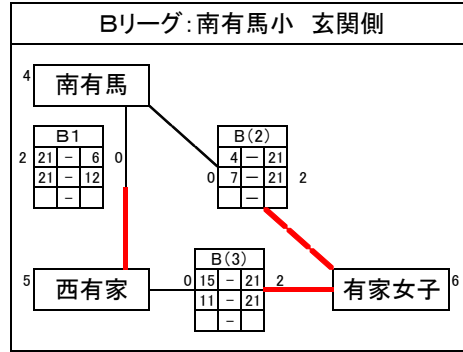 Bリーグ：南有馬小 玄関側
4 南有馬
B1
2 21 － 6 0
21 － 12
－
B(2)
4 － 21
0 7 － 21 2
－
B(3)
0 15 － 21 2
11 － 21
－
5 西有家
有家女子 6